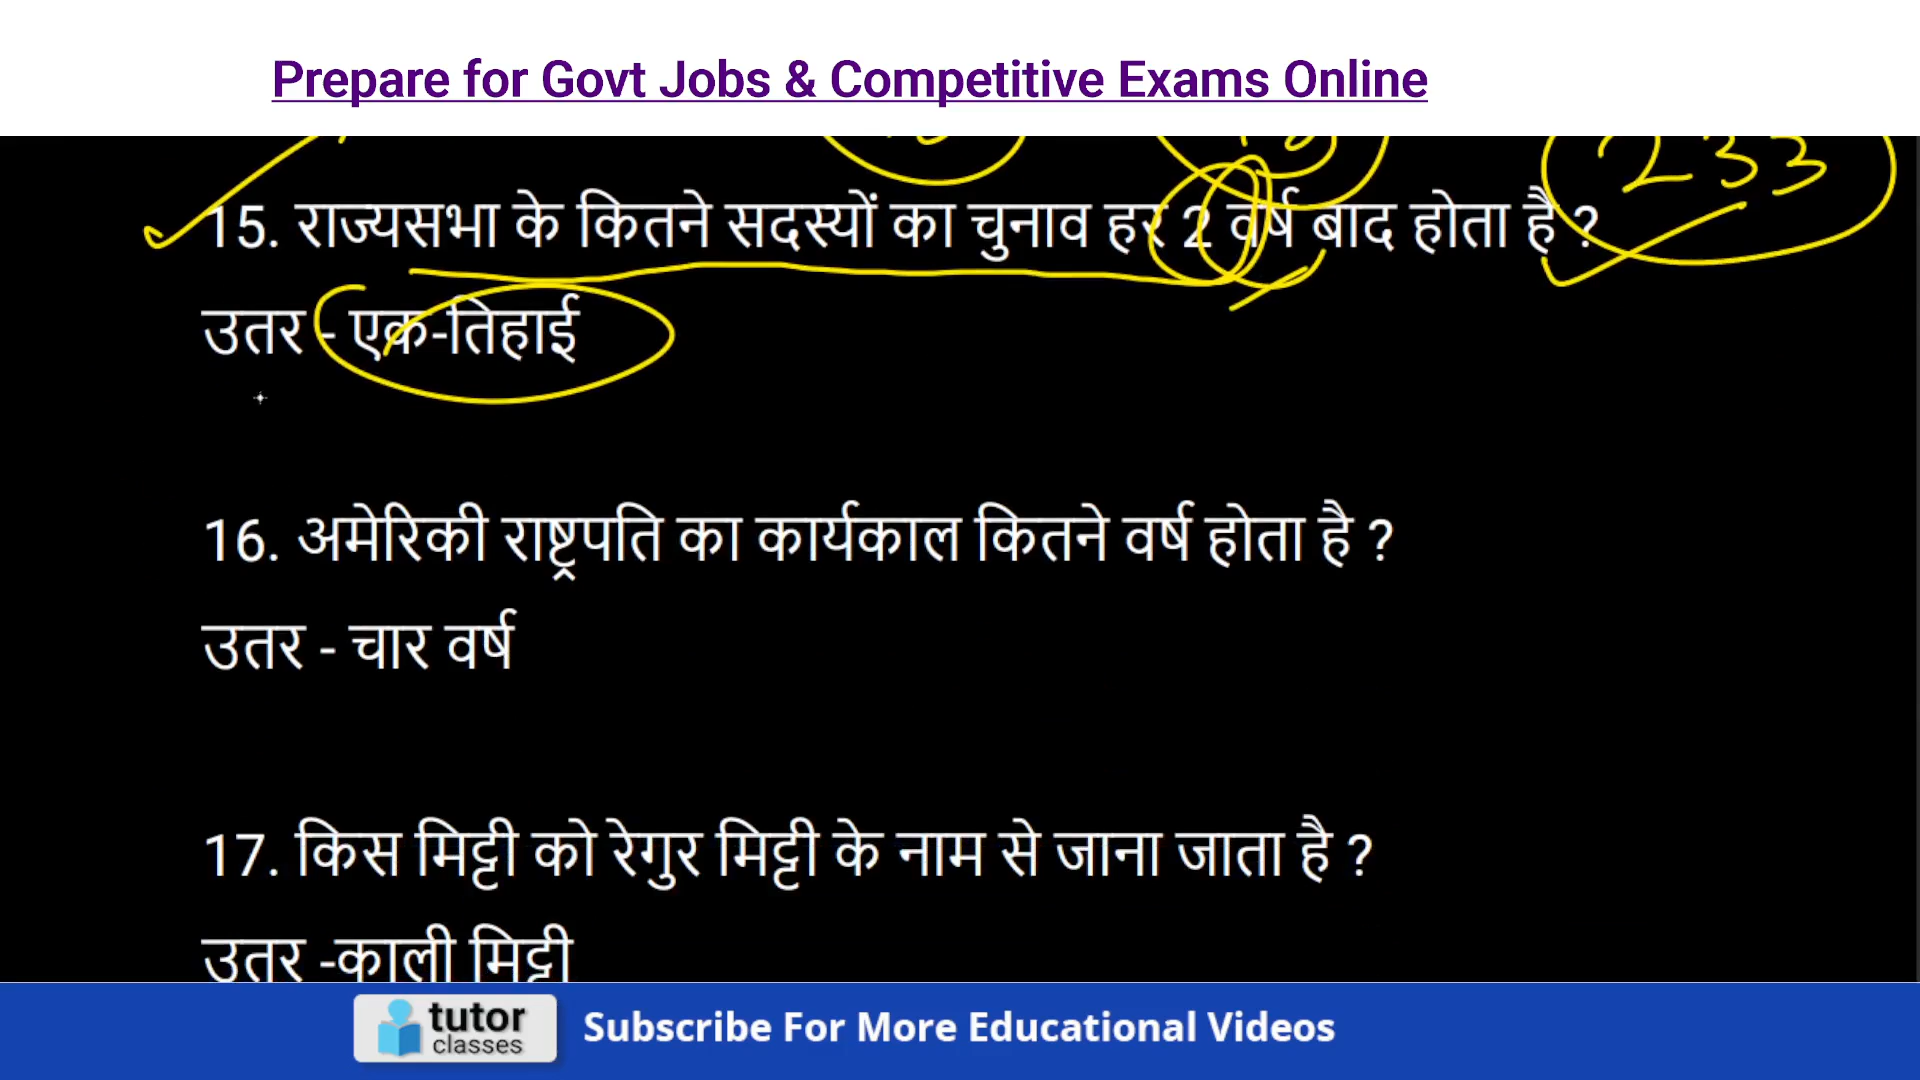 Prepare for Govt Jobs & Competitive Exams Online
233
15. राज्यसभा के कितने सदस्यों का चुनाव हर 2 वर्ष बाद होता है ?
उतर - एक-तिहाई
16. अमेरिकी राष्ट्रपति का कार्यकाल कितने वर्ष होता है ?
उतर - चार वर्ष
17. किस मिट्टी को रेगुर मिट्टी के नाम से जाना जाता है ?
उतर -काली मिट्टी
tutor
classes
Subscribe For More Educational Videos